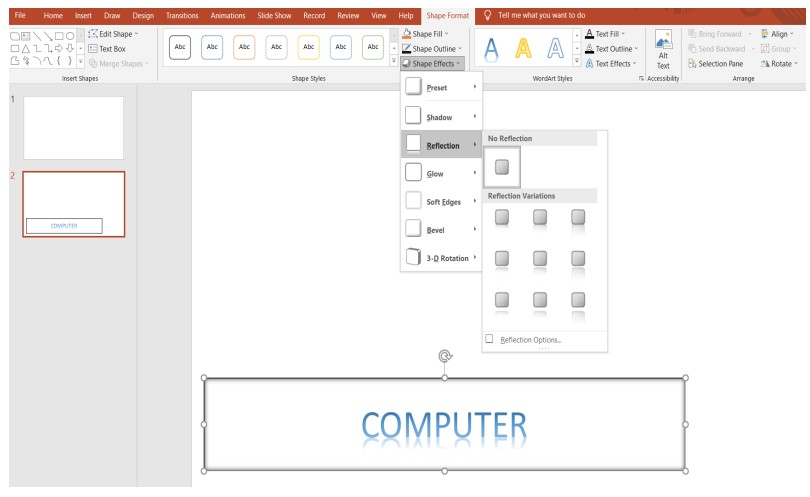 File Home Insert Draw Design Transitions Animations Slide Show Record Review View Help Shape Format Tell me what you want to do
Edit Shape
Text Box
Merge Shapes
Insert Shapes
Abc Abc Abc Abc Abc Abc Abc
Shape Styles
Shape Fill
Shape Outline
Shape Effects
A A A
Text Fill
Text Outline
Text Effects
WordArt Styles
Alt
Text
Accessibility
Bring Forward
Send Backward
Selection Pane
Align
Group
Rotate
Arrange
Preset
Shadow
Reflection
Glow
Soft Edges
Bevel
3-D Rotation
No Reflection
Reflection Variations
Reflection Options...
1
2
COMPUTER
COMPUTER